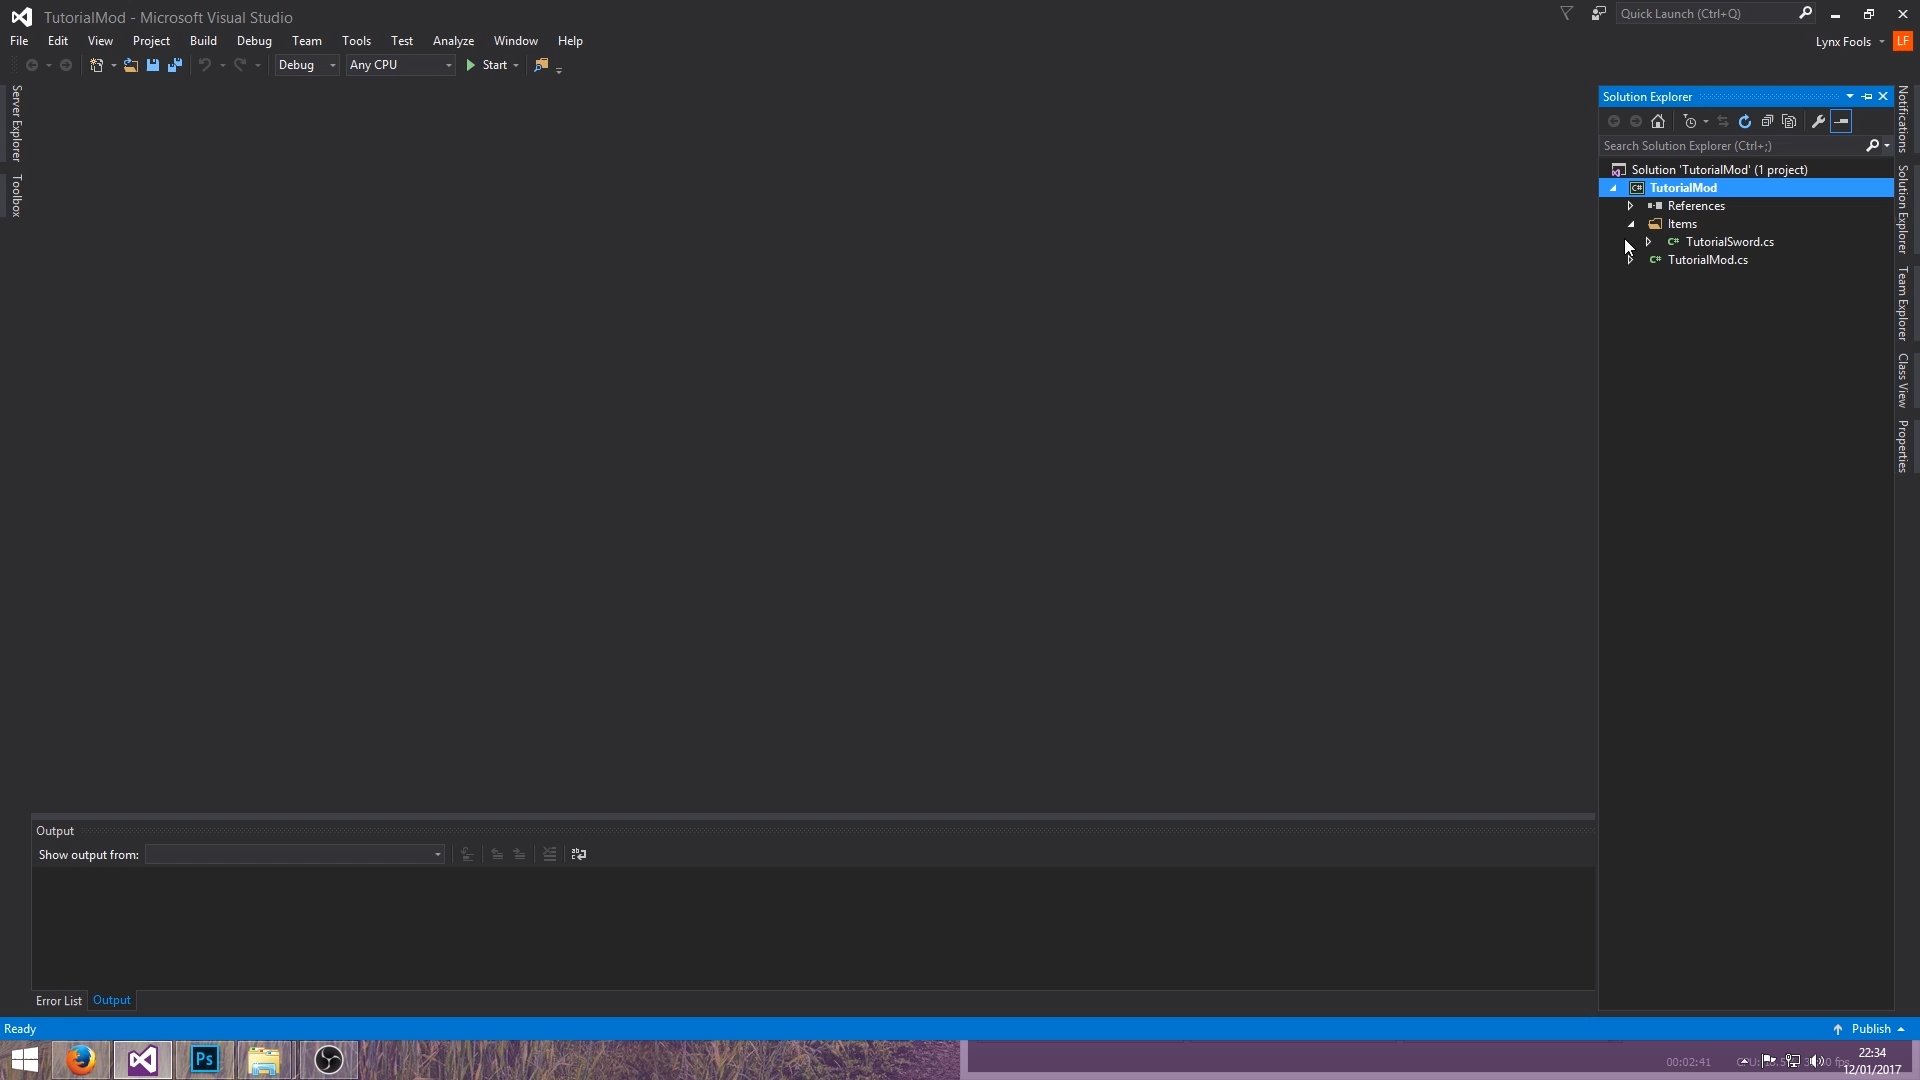 TutorialMod - Microsoft Visual Studio
Quick Launch (Ctrl+Q)
File Edit View Project Build Debug Team Tools Test Analyze Window Help
Lynx Fools LF
Debug Any CPU Start
Server Explorer
Toolbox
Solution Explorer
Search Solution Explorer (Ctrl+;)
Solution 'TutorialMod' (1 project)
C# TutorialMod
References
Items
C# TutorialSword.cs
C# TutorialMod.cs
Notifications
Solution Explorer
Team Explorer
Class View
Properties
Output
Show output from:
Error List Output
Ready
Publish
Ps
00:02:41
22:34
12/01/2017